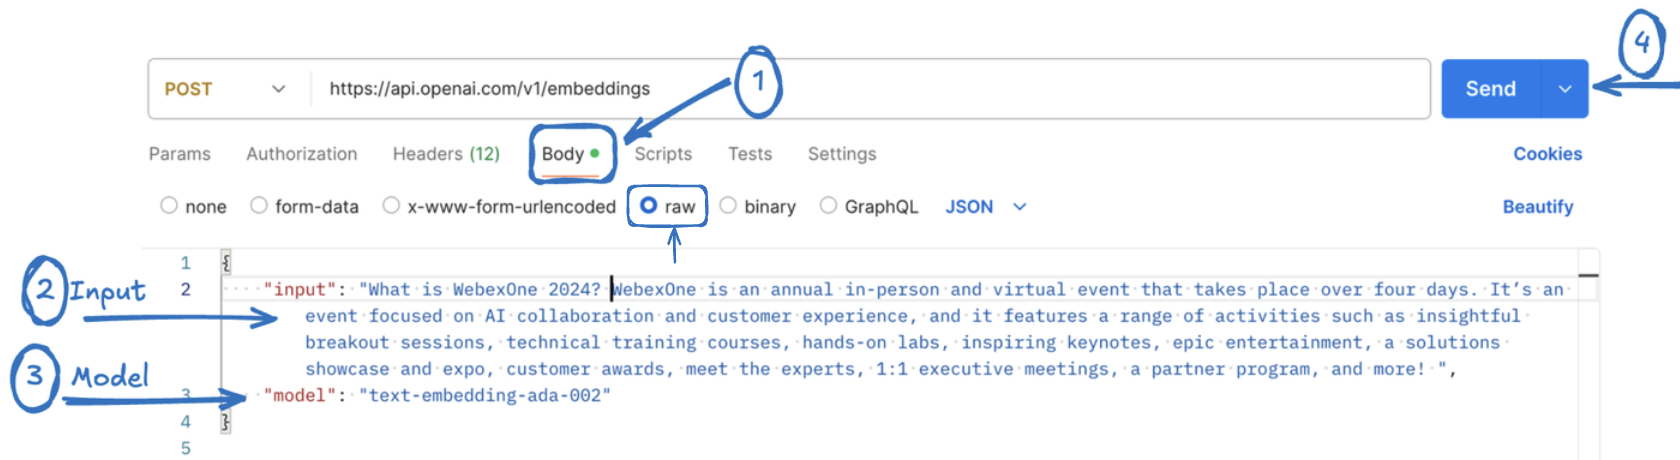 4
1
POST https://api.openai.com/v1/embeddings Send
Params Authorization Headers (12) Body Scripts Tests Settings Cookies
none form-data x-www-form-urlencoded raw binary GraphQL JSON Beautify
1 {
2 Input 2 "input": "What is WebexOne 2024? WebexOne is an annual in-person and virtual event that takes place over four days. It’s an
event focused on AI collaboration and customer experience, and it features a range of activities such as insightful
breakout sessions, technical training courses, hands-on labs, inspiring keynotes, epic entertainment, a solutions
showcase and expo, customer awards, meet the experts, 1:1 executive meetings, a partner program, and more! ",
3 Model
3 "model": "text-embedding-ada-002"
4 }
5